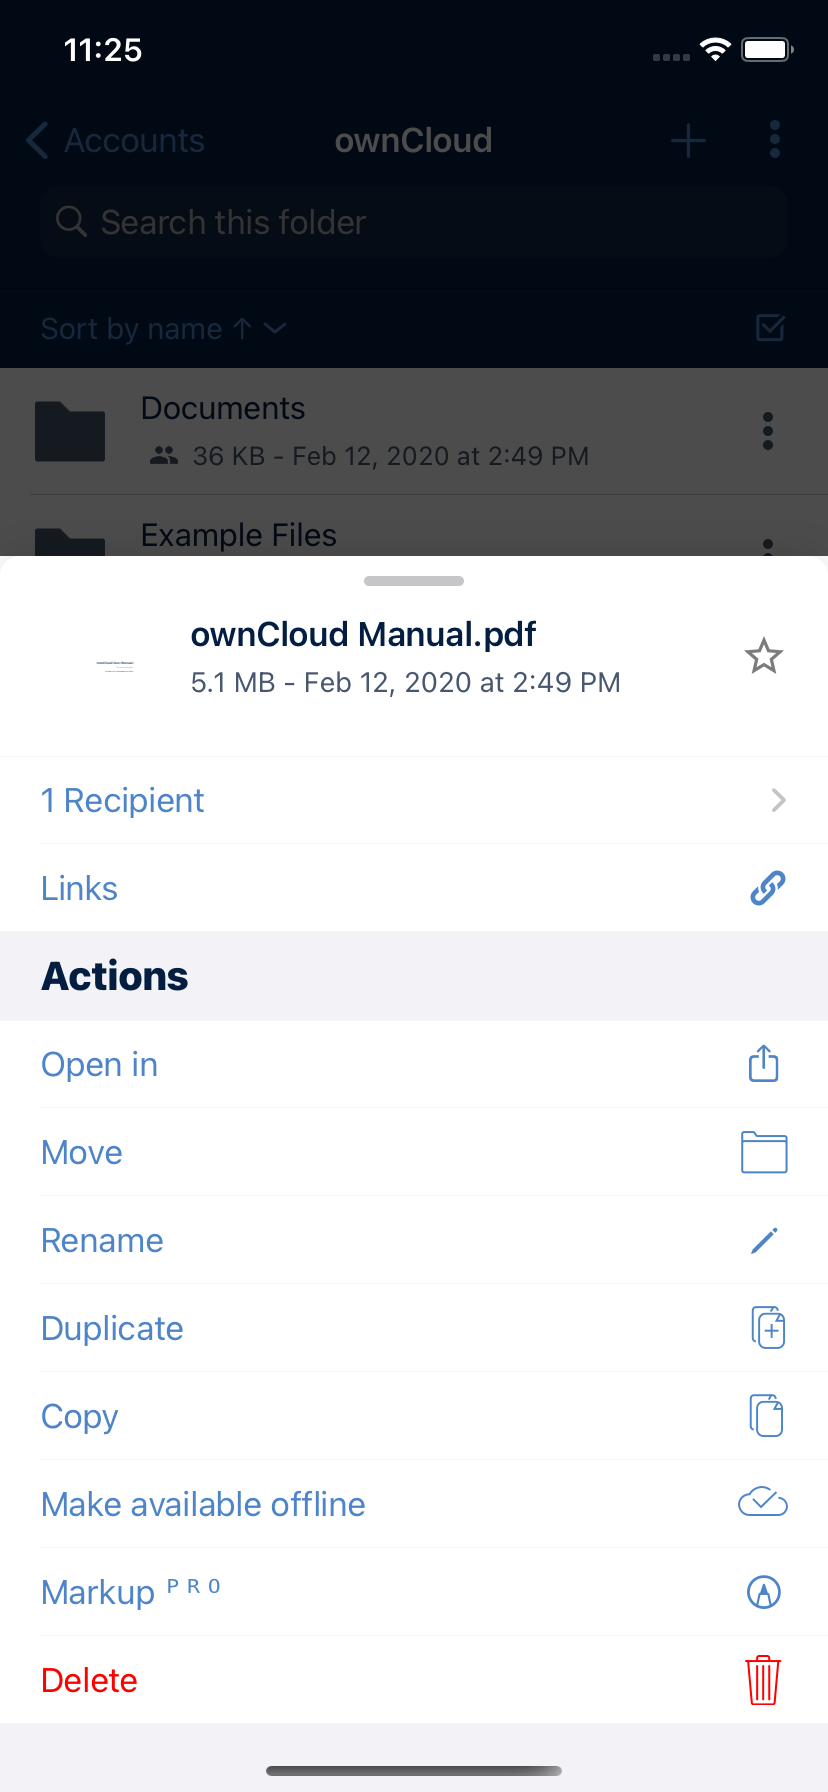 11:25
Accounts
ownCloud
Search this folder
Sort by name
Documents
36 KB - Feb 12, 2020 at 2:49 PM
Example Files
ownCloud Manual.pdf
5.1 MB - Feb 12, 2020 at 2:49 PM
1 Recipient
Links
Actions
Open in
Move
Rename
Duplicate
Copy
Make available offline
Markup PRO
Delete